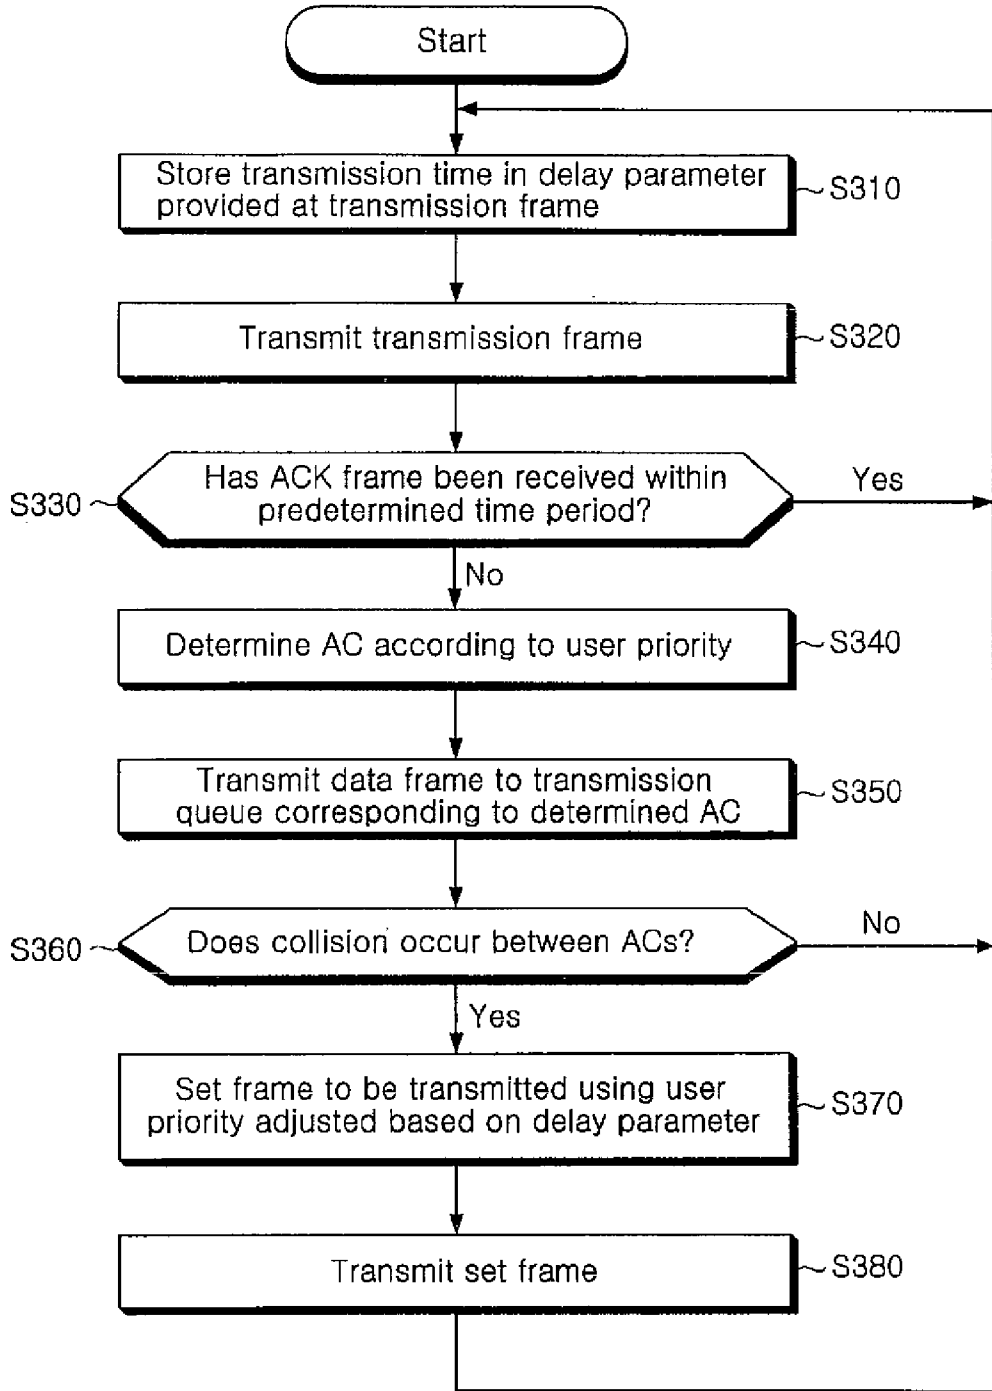 Start
Store transmission time in delay parameter
provided at transmission frame
S310
Transmit transmission frame
S320
Has ACK frame been received within
predetermined time period?
S330
Yes
No
Determine AC according to user priority
S340
Transmit data frame to transmission
queue corresponding to determined AC
S350
Does collision occur between ACs?
S360
No
Yes
Set frame to be transmitted using user
priority adjusted based on delay parameter
S370
Transmit set frame
S380